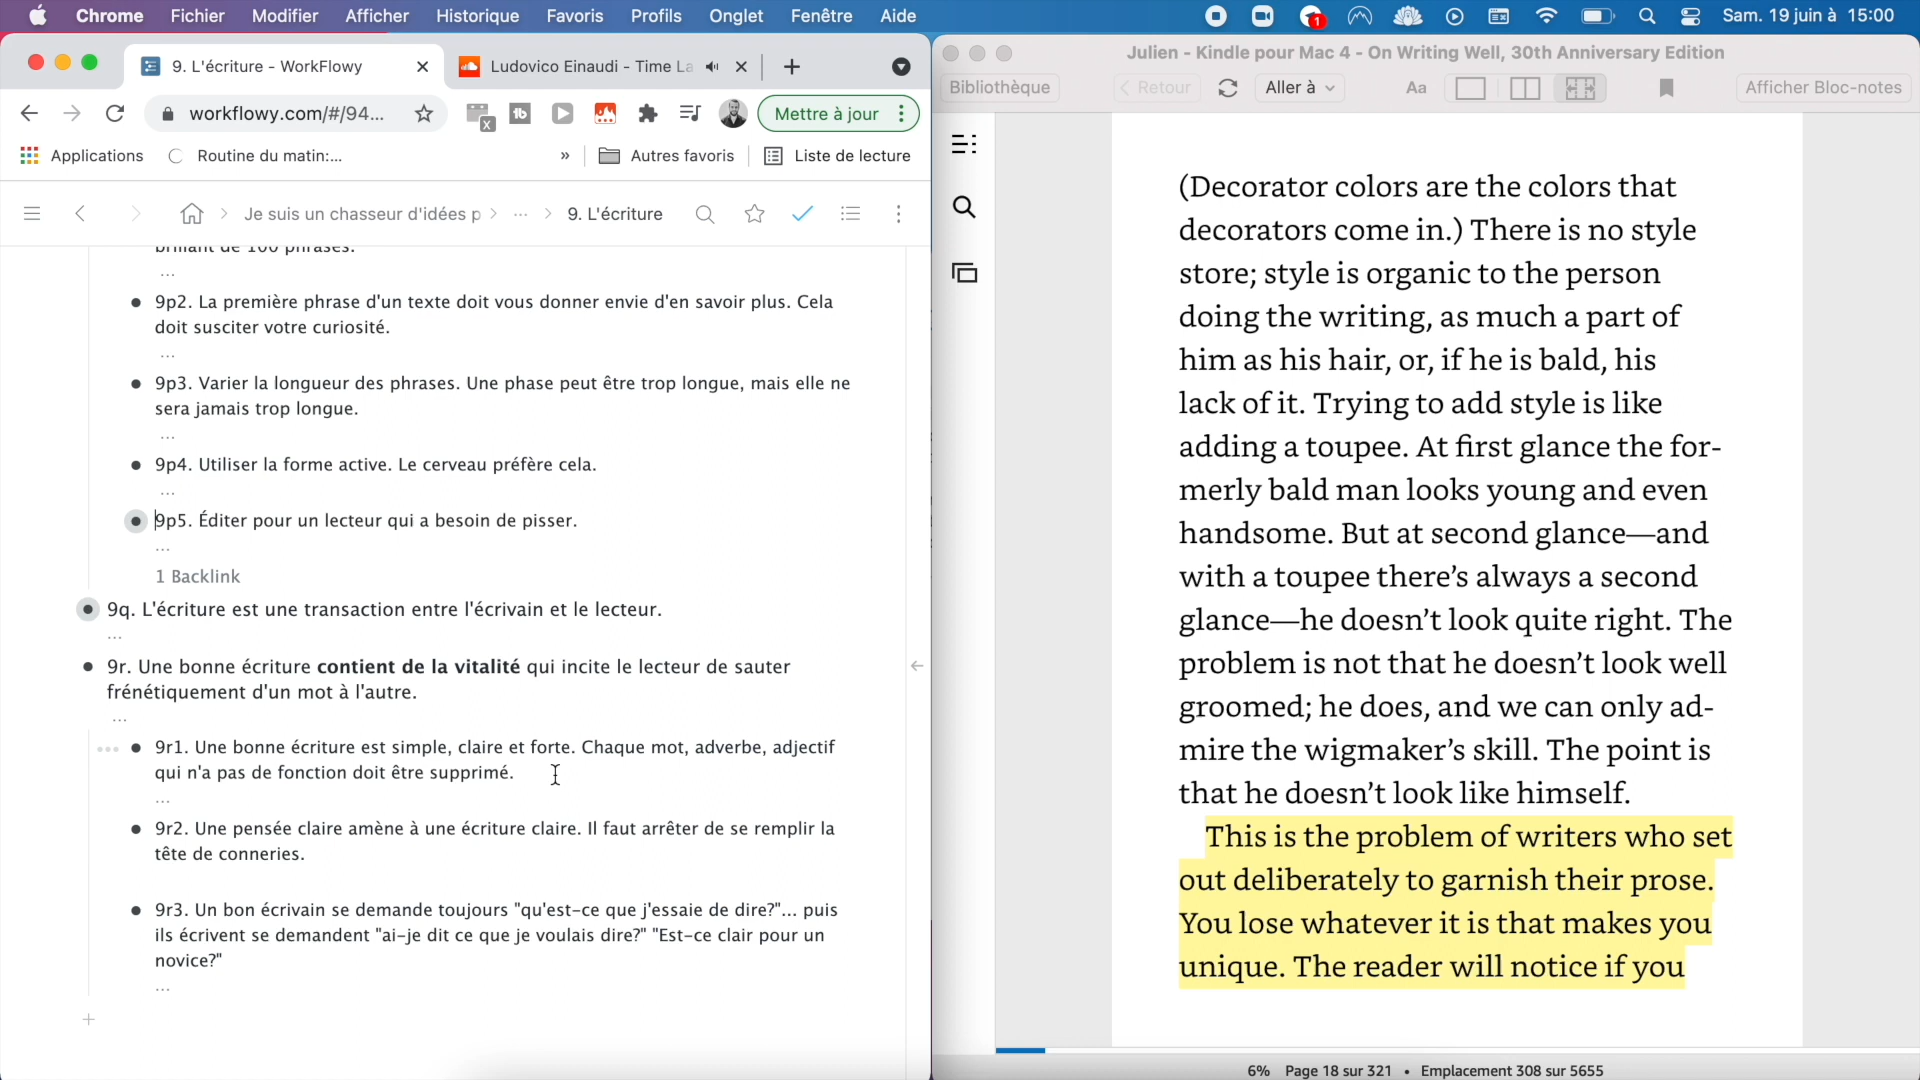 Chrome Fichier Modifier Afficher Historique Favoris Profils Onglet Fenêtre Aide
1
Sam. 19 juin à 15:00
9. L'écriture - WorkFlowy
Ludovico Einaudi - Time La
workflowy.com/#/94...
x
tb
Mettre à jour
Applications
Routine du matin:...
»
Autres favoris
Liste de lecture
Je suis un chasseur d'idées p > ... > 9. L'écriture
brillant de 100 phrases.
...
9p2. La première phrase d'un texte doit vous donner envie d'en savoir plus. Cela
doit susciter votre curiosité.
...
9p3. Varier la longueur des phrases. Une phase peut être trop longue, mais elle ne
sera jamais trop longue.
...
9p4. Utiliser la forme active. Le cerveau préfère cela.
...
9p5. Éditer pour un lecteur qui a besoin de pisser.
...
1 Backlink
9q. L'écriture est une transaction entre l'écrivain et le lecteur.
...
9r. Une bonne écriture contient de la vitalité qui incite le lecteur de sauter
frénétiquement d'un mot à l'autre.
...
9r1. Une bonne écriture est simple, claire et forte. Chaque mot, adverbe, adjectif
qui n'a pas de fonction doit être supprimé.
...
9r2. Une pensée claire amène à une écriture claire. Il faut arrêter de se remplir la
tête de conneries.
9r3. Un bon écrivain se demande toujours "qu'est-ce que j'essaie de dire?"... puis
ils écrivent se demandent "ai-je dit ce que je voulais dire?" "Est-ce clair pour un
novice?"
...
Julien - Kindle pour Mac 4 - On Writing Well, 30th Anniversary Edition
Bibliothèque
Retour
Aller à
Aa
Afficher Bloc-notes
(Decorator colors are the colors that
decorators come in.) There is no style
store; style is organic to the person
doing the writing, as much a part of
him as his hair, or, if he is bald, his
lack of it. Trying to add style is like
adding a toupee. At first glance the for-
merly bald man looks young and even
handsome. But at second glance—and
with a toupee there's always a second
glance—he doesn't look quite right. The
problem is not that he doesn't look well
groomed; he does, and we can only ad-
mire the wigmaker's skill. The point is
that he doesn't look like himself.
This is the problem of writers who set
out deliberately to garnish their prose.
You lose whatever it is that makes you
unique. The reader will notice if you
6% Page 18 sur 321 • Emplacement 308 sur 5655